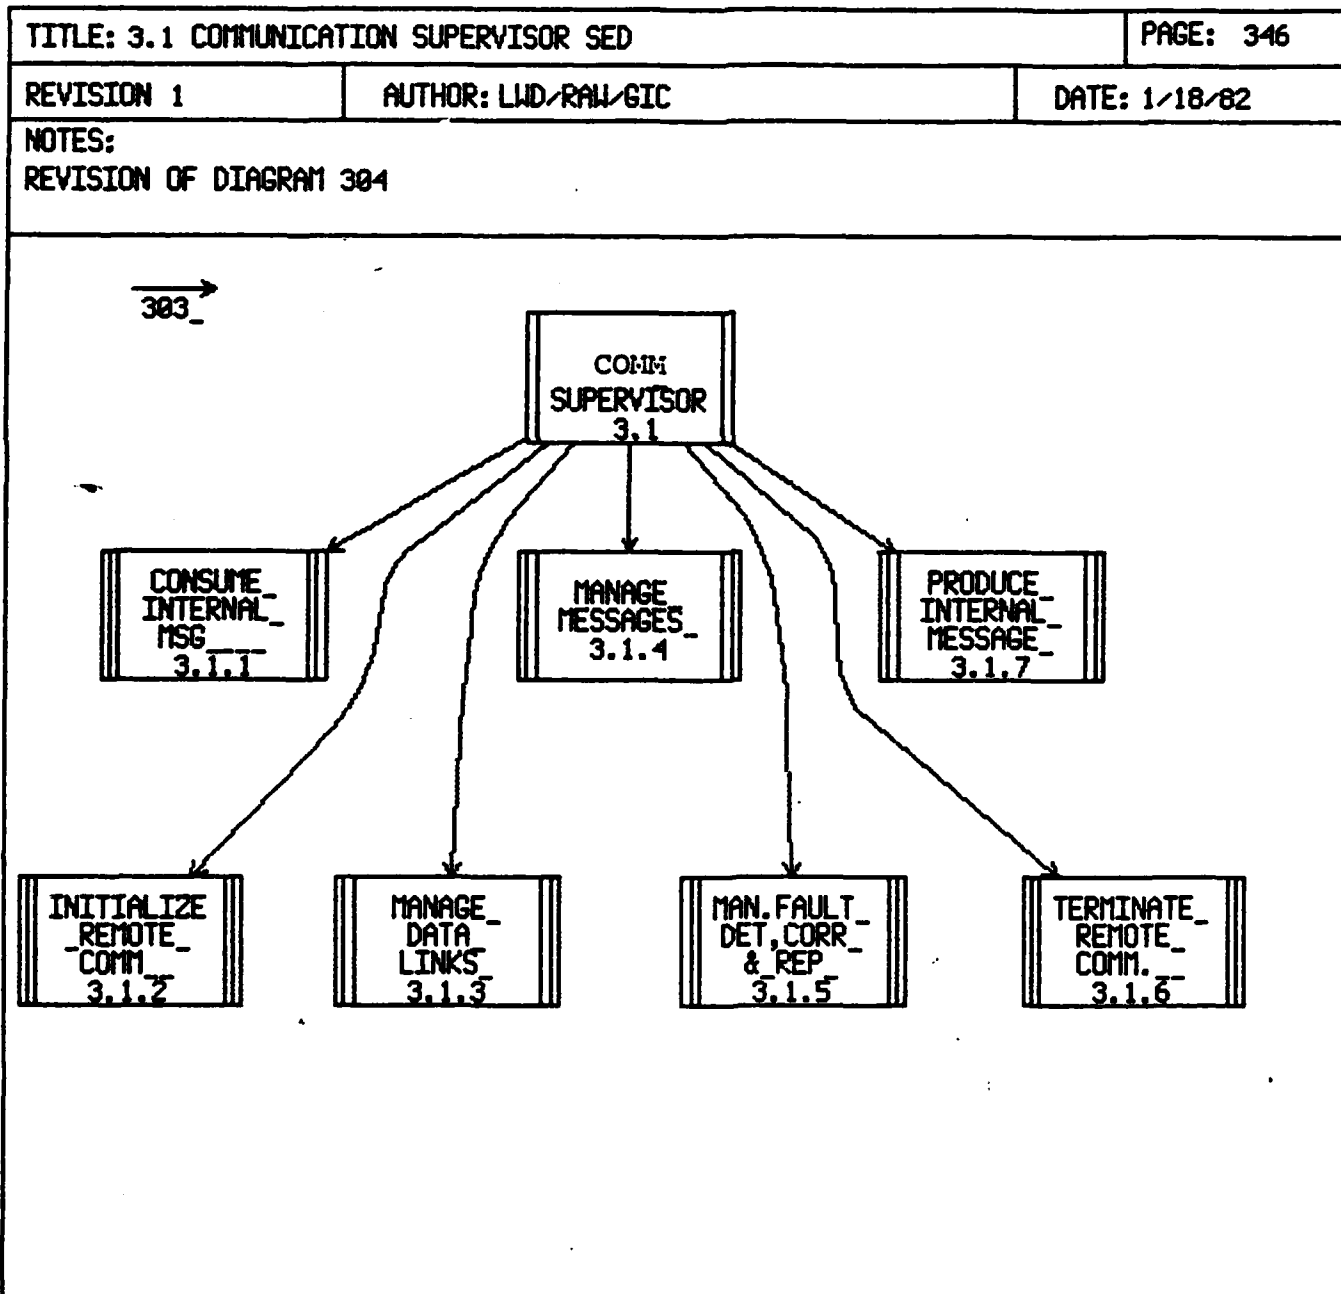 TITLE: 3.1 COMMUNICATION SUPERVISOR SED
PAGE: 346
REVISION 1
AUTHOR: LWD/RAW/GIC
DATE: 1/18/82
NOTES:
REVISION OF DIAGRAM 304
303_
COMM
SUPERVISOR
3.1
CONSUME_
INTERNAL_
MSG____
3.1.1
MANAGE_
MESSAGES_
3.1.4
PRODUCE_
INTERNAL_
MESSAGE_
3.1.7
INITIALIZE
_REMOTE_
COMM__
3.1.2
MANAGE_
DATA_
LINKS_
3.1.3
MAN.FAULT_
DET,CORR_
&_REP_
3.1.5
TERMINATE_
REMOTE_
COMM.__
3.1.6